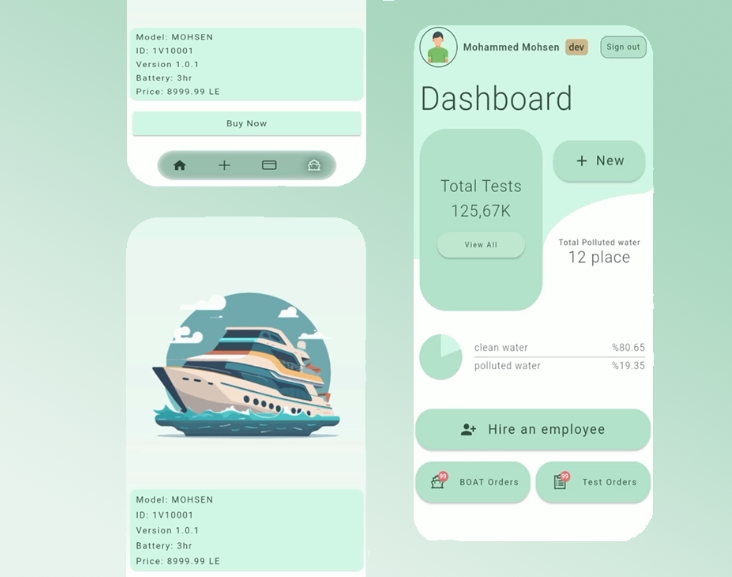 Model: MOHSEN
ID: 1V10001
Version 1.0.1
Battery: 3hr
Price: 8999.99 LE
Buy Now
Model: MOHSEN
ID: 1V10001
Version 1.0.1
Battery: 3hr
Price: 8999.99 LE
Mohammed Mohsen dev Sign out
Dashboard
Total Tests
125,67K
View All
+ New
Total Polluted water
12 place
clean water %80.65
polluted water %19.35
Hire an employee
99 BOAT Orders
99 Test Orders